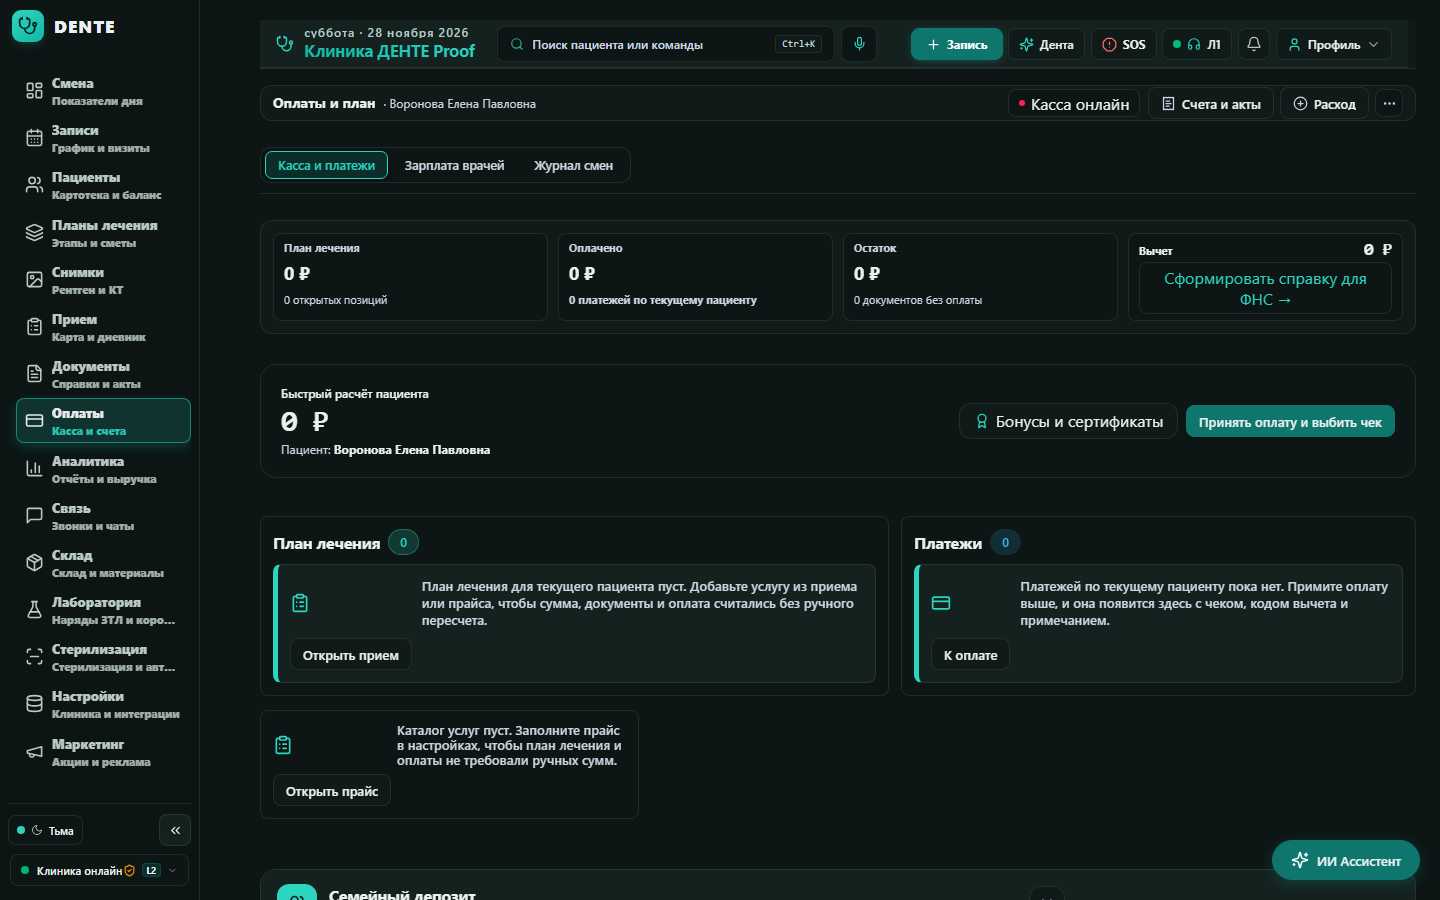 DENTE
Смена
Показатели дня
Записи
График и визиты
Пациенты
Картотека и баланс
Планы лечения
Этапы и сметы
Снимки
Рентген и КТ
Прием
Карта и дневник
Документы
Справки и акты
Оплаты
Касса и счета
Аналитика
Отчёты и выручка
Связь
Звонки и чаты
Склад
Склад и материалы
Лаборатория
Наряды ЗТЛ и коро...
Стерилизация
Стерилизация и авт...
Настройки
Клиника и интеграции
Маркетинг
Акции и реклама
Тьма
Клиника онлайн L2
суббота · 28 ноября 2026
Клиника ДЕНТЕ Proof
Поиск пациента или команды Ctrl+K
Запись
Дента
SOS
Л1
Профиль
Оплаты и план · Воронова Елена Павловна
Касса онлайн
Счета и акты
Расход
Касса и платежи
Зарплата врачей
Журнал смен
План лечения
0 ₽
0 открытых позиций
Оплачено
0 ₽
0 платежей по текущему пациенту
Остаток
0 ₽
0 документов без оплаты
Вычет 0 ₽
Сформировать справку для
ФНС →
Быстрый расчёт пациента
0 ₽
Пациент: Воронова Елена Павловна
Бонусы и сертификаты
Принять оплату и выбить чек
План лечения 0
План лечения для текущего пациента пуст. Добавьте услугу из приема
или прайса, чтобы сумма, документы и оплата считались без ручного
пересчета.
Открыть прием
Платежи 0
Платежей по текущему пациенту пока нет. Примите оплату
выше, и она появится здесь с чеком, кодом вычета и
примечанием.
К оплате
Каталог услуг пуст. Заполните прайс
в настройках, чтобы план лечения и
оплаты не требовали ручных сумм.
Открыть прайс
Семейный депозит
ИИ Ассистент